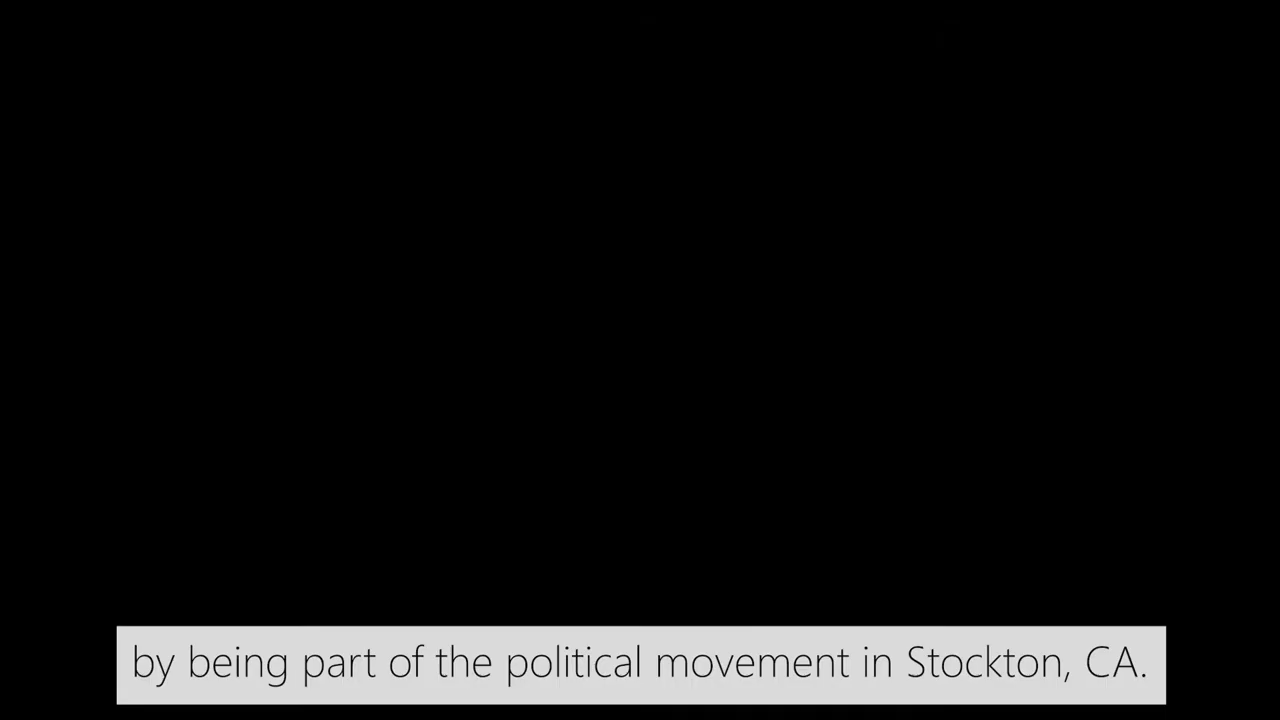 by being part of the political movement in Stockton, CA.